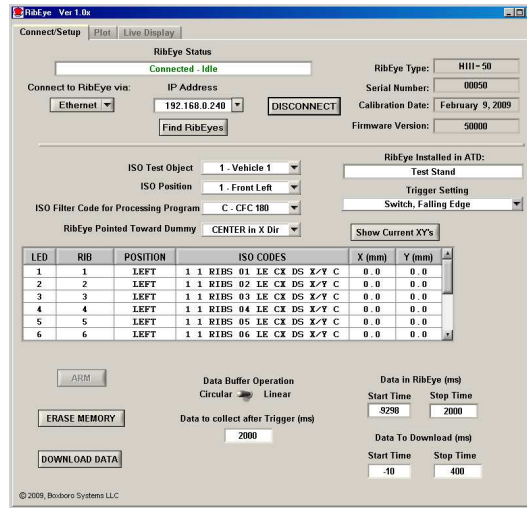 RibEye Ver 1.0x
Connect/Setup Plot Live Display
RibEye Status
Connected - Idle
Connect to RibEye via: IP Address
Ethernet 192.168.0.240 DISCONNECT
Find RibEyes
RibEye Type: HIII-50
Serial Number: 00050
Calibration Date: February 9, 2009
Firmware Version: 50000
ISO Test Object 1 - Vehicle 1
ISO Position 1 - Front Left
ISO Filter Code for Processing Program C - CFC 180
RibEye Pointed Toward Dummy CENTER in X Dir
RibEye Installed in ATD:
Test Stand
Trigger Setting
Switch, Falling Edge
Show Current XY's
LED RIB POSITION ISO CODES X (mm) Y (mm)
1 1 LEFT 1 1 RIBS 01 LE CX DS X/Y C 0.0 0.0
2 2 LEFT 1 1 RIBS 02 LE CX DS X/Y C 0.0 0.0
3 3 LEFT 1 1 RIBS 03 LE CX DS X/Y C 0.0 0.0
4 4 LEFT 1 1 RIBS 04 LE CX DS X/Y C 0.0 0.0
5 5 LEFT 1 1 RIBS 05 LE CX DS X/Y C 0.0 0.0
6 6 LEFT 1 1 RIBS 06 LE CX DS X/Y C 0.0 0.0
ARM
ERASE MEMORY
DOWNLOAD DATA
Data Buffer Operation
Circular Linear
Data to collect after Trigger (ms)
2000
Data in RibEye (ms)
Start Time Stop Time
-9298 2000
Data To Download (ms)
Start Time Stop Time
-10 400
© 2009, Boxboro Systems LLC